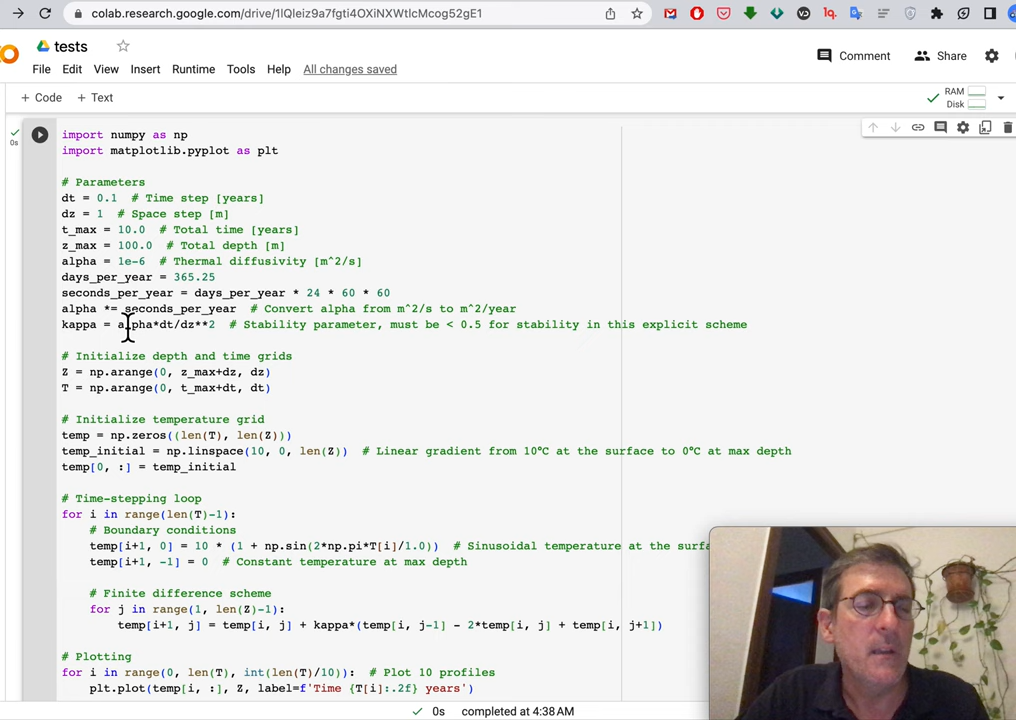 colab.research.google.com/drive/1lQleiz9a7fgti4OXiNXWtlcMcog52gE1
tests
File Edit View Insert Runtime Tools Help All changes saved
Comment Share
+ Code + Text
RAM
Disk
0s
import numpy as np
import matplotlib.pyplot as plt
# Parameters
dt = 0.1 # Time step [years]
dz = 1 # Space step [m]
t_max = 10.0 # Total time [years]
z_max = 100.0 # Total depth [m]
alpha = 1e-6 # Thermal diffusivity [m^2/s]
days_per_year = 365.25
seconds_per_year = days_per_year * 24 * 60 * 60
alpha *= seconds_per_year # Convert alpha from m^2/s to m^2/year
kappa = alpha*dt/dz**2 # Stability parameter, must be < 0.5 for stability in this explicit scheme
# Initialize depth and time grids
Z = np.arange(0, z_max+dz, dz)
T = np.arange(0, t_max+dt, dt)
# Initialize temperature grid
temp = np.zeros((len(T), len(Z)))
temp_initial = np.linspace(10, 0, len(Z)) # Linear gradient from 10°C at the surface to 0°C at max depth
temp[0, :] = temp_initial
# Time-stepping loop
for i in range(len(T)-1):
# Boundary conditions
temp[i+1, 0] = 10 * (1 + np.sin(2*np.pi*T[i]/1.0)) # Sinusoidal temperature at the surfa
temp[i+1, -1] = 0 # Constant temperature at max depth
# Finite difference scheme
for j in range(1, len(Z)-1):
temp[i+1, j] = temp[i, j] + kappa*(temp[i, j-1] - 2*temp[i, j] + temp[i, j+1])
# Plotting
for i in range(0, len(T), int(len(T)/10)): # Plot 10 profiles
plt.plot(temp[i, :], Z, label=f'Time {T[i]:.2f} years')
0s completed at 4:38 AM